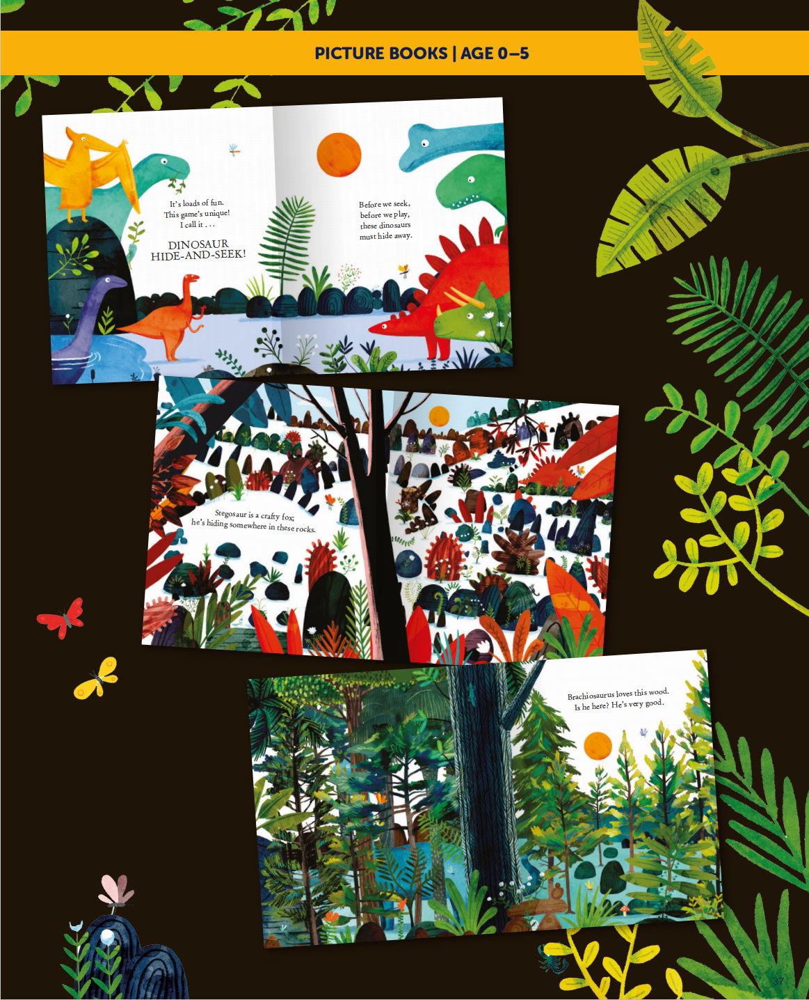 PICTURE BOOKS | AGE 0–5
It's loads of fun.
This game's unique!
I call it . . .
DINOSAUR
HIDE-AND-SEEK!
Before we seek,
before we play,
these dinosaurs
must hide away.
Stegosaur is a crafty fox;
he's hiding somewhere in these rocks.
Brachiosaurus loves this wood.
Is he here? He's very good.
37